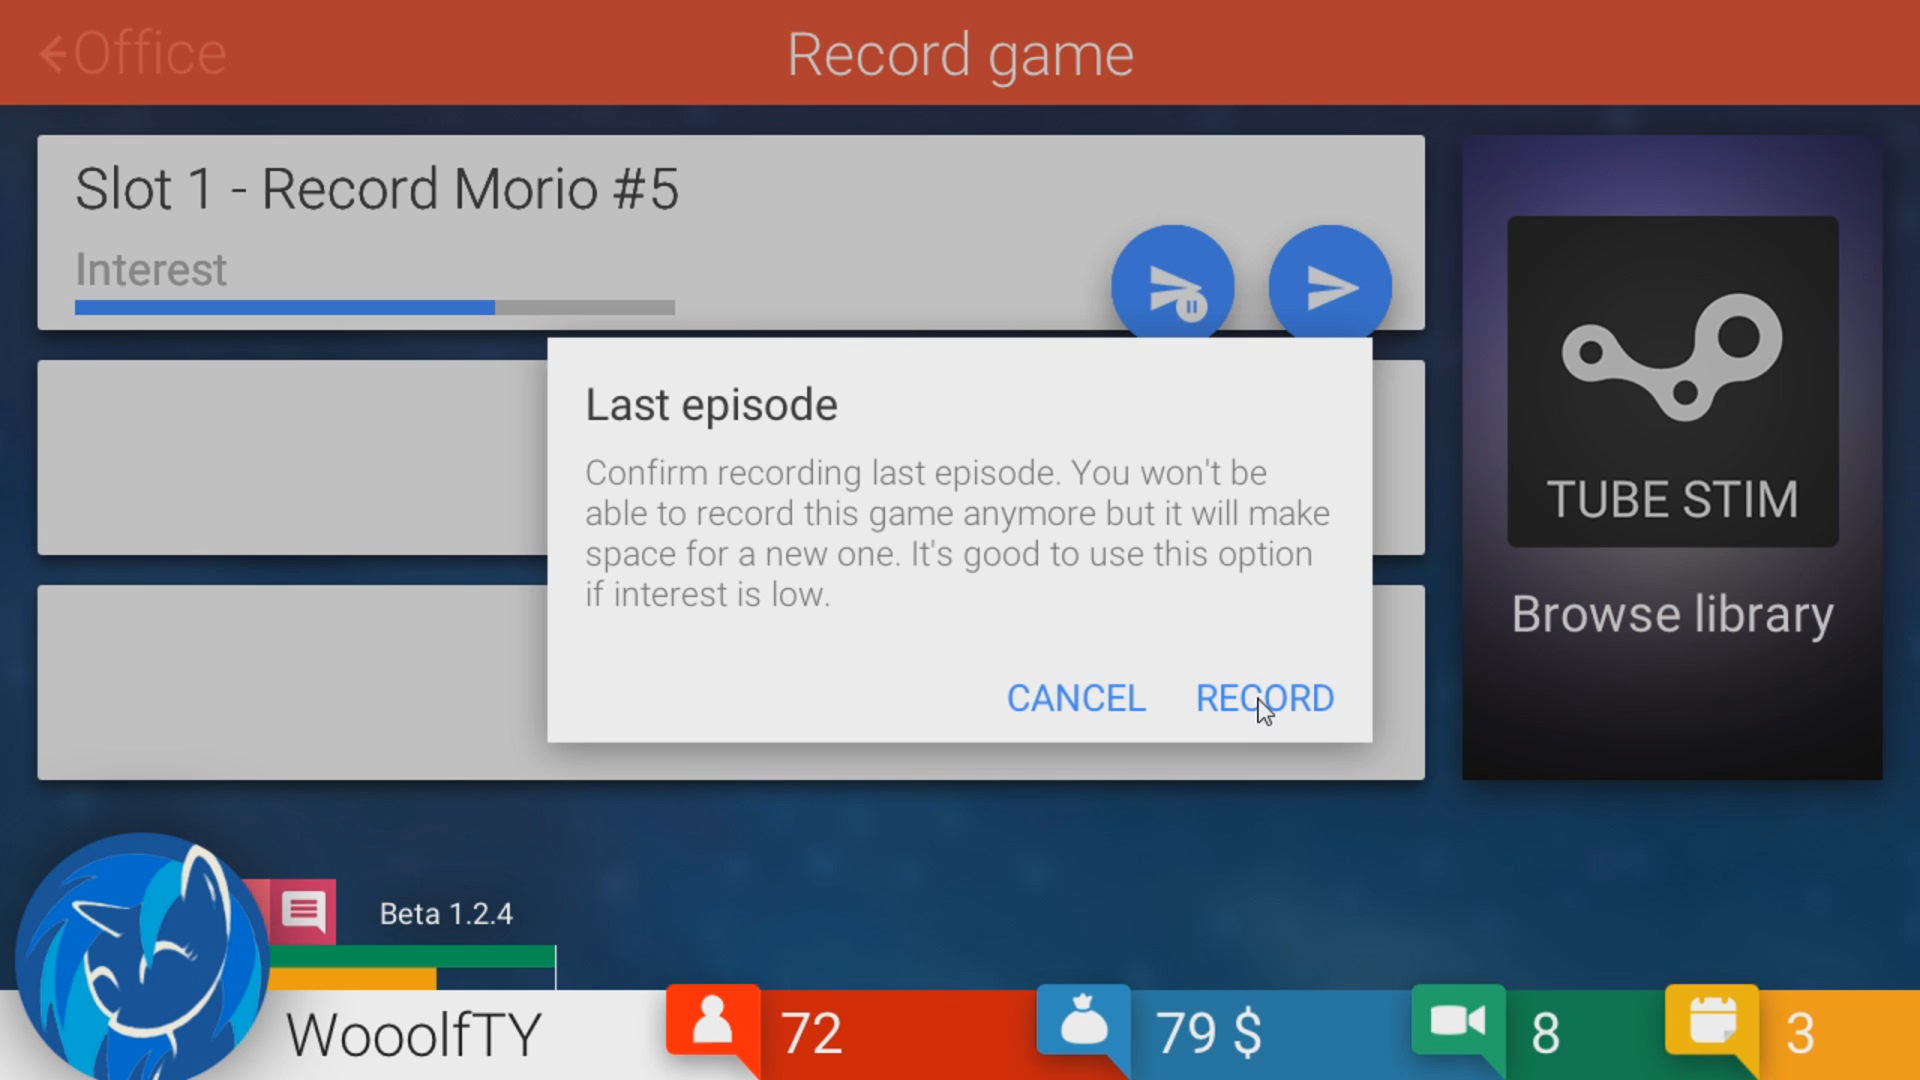 Office
Record game
Slot 1 - Record Morio #5
Interest
Last episode
Confirm recording last episode. You won't be
able to record this game anymore but it will make
space for a new one. It's good to use this option
if interest is low.
CANCEL
RECORD
TUBE STIM
Browse library
Beta 1.2.4
WooolfTY
72
79 $
8
3